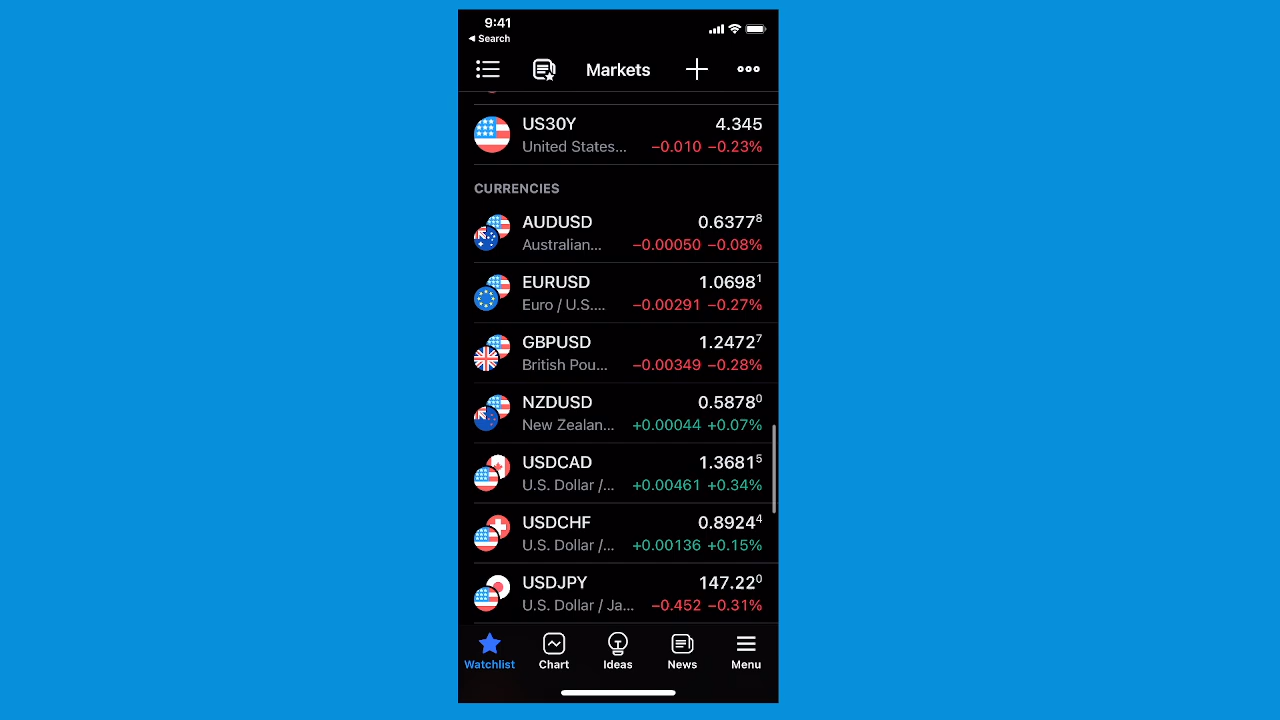 9:41
◀ Search
Markets
US30Y 4.345
United States... −0.010 −0.23%
CURRENCIES
AUDUSD 0.6377⁸
Australian... −0.00050 −0.08%
EURUSD 1.0698¹
Euro / U.S.... −0.00291 −0.27%
GBPUSD 1.2472⁷
British Pou... −0.00349 −0.28%
NZDUSD 0.5878⁰
New Zealan... +0.00044 +0.07%
USDCAD 1.3681⁵
U.S. Dollar /... +0.00461 +0.34%
USDCHF 0.8924⁴
U.S. Dollar /... +0.00136 +0.15%
USDJPY 147.22⁰
U.S. Dollar / Ja... −0.452 −0.31%
Watchlist Chart Ideas News Menu